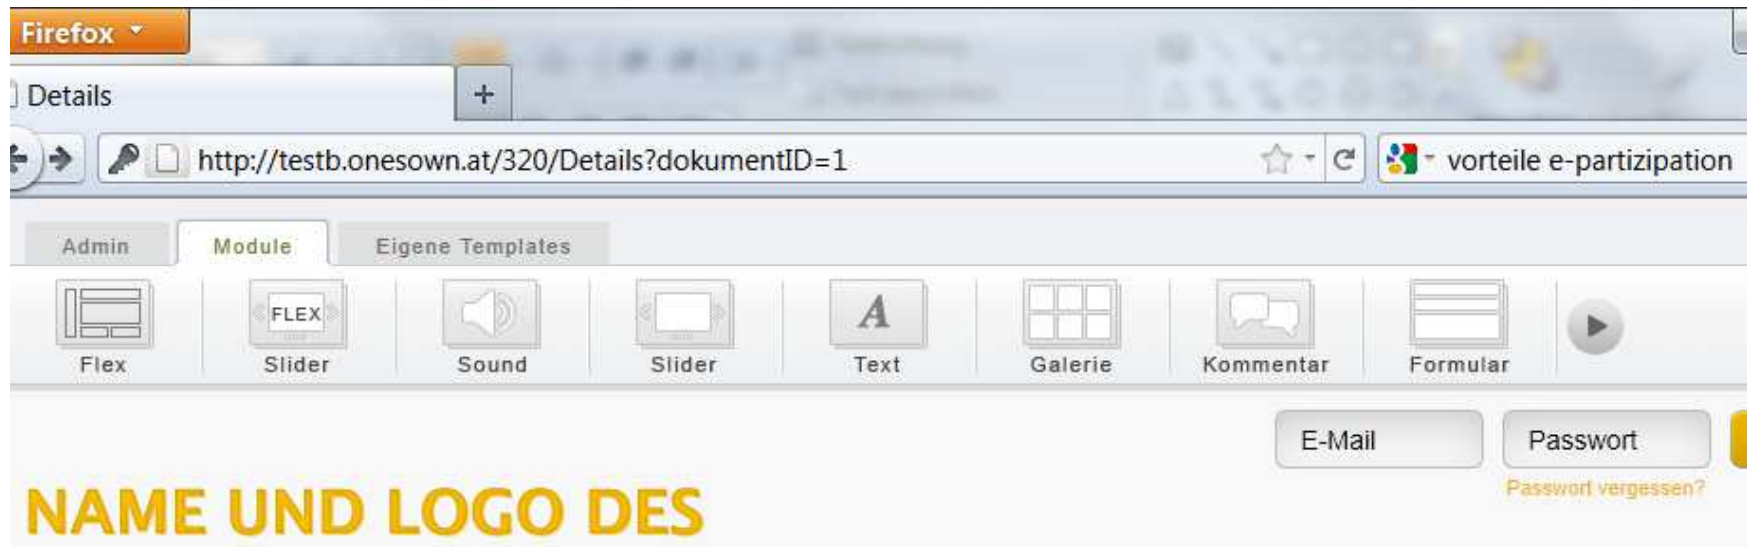 Firefox
Details
+
http://testb.onesown.at/320/Details?dokumentID=1
vorteile e-partizipation
Admin
Module
Eigene Templates
FLEX
A
Flex
Slider
Sound
Slider
Text
Galerie
Kommentar
Formular
E-Mail
Passwort
Passwort vergessen?
NAME UND LOGO DES